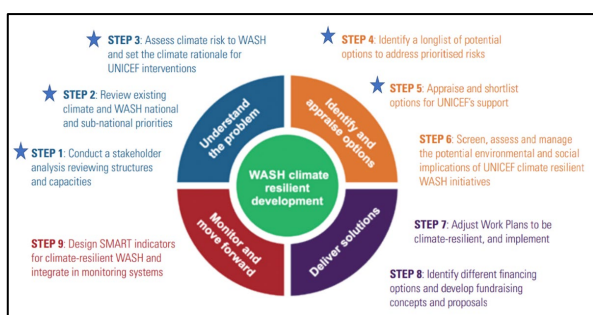 STEP 3: Assess climate risk to WASH
and set the climate rationale for
UNICEF interventions
STEP 2: Review existing
climate and WASH national
and sub-national priorities
STEP 1: Conduct a stakeholder
analysis reviewing structures
and capacities
STEP 4: Identify a longlist of potential
options to address prioritised risks
STEP 5: Appraise and shortlist
options for UNICEF's support
STEP 6: Screen, assess and manage
the potential environmental and social
implications of UNICEF climate resilient
WASH initiatives
STEP 7: Adjust Work Plans to be
climate-resilient, and implement
STEP 8: Identify different financing
options and develop fundraising
concepts and proposals
STEP 9: Design SMART indicators
for climate-resilient WASH and
integrate in monitoring systems
Understand
the problem
Identify and
appraise options
Deliver solutions
Monitor and
move forward
WASH climate
resilient
development